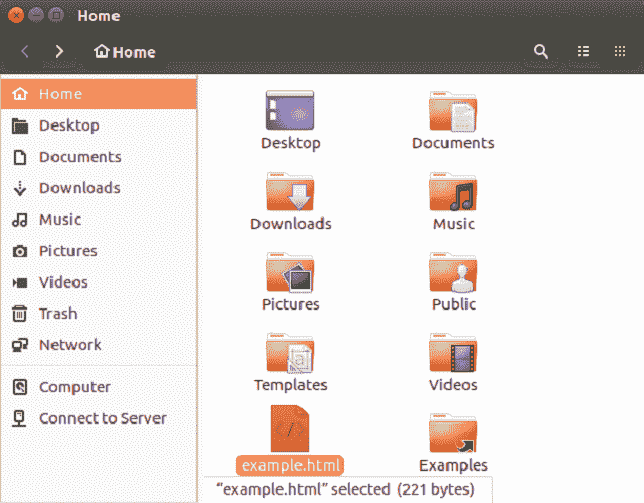 Home
Home
Home
Desktop
Documents
Downloads
Music
Pictures
Videos
Trash
Network
Computer
Connect to Server
Desktop
Documents
Downloads
Music
Pictures
Public
Templates
Videos
example.html
Examples
“example.html” selected (221 bytes)